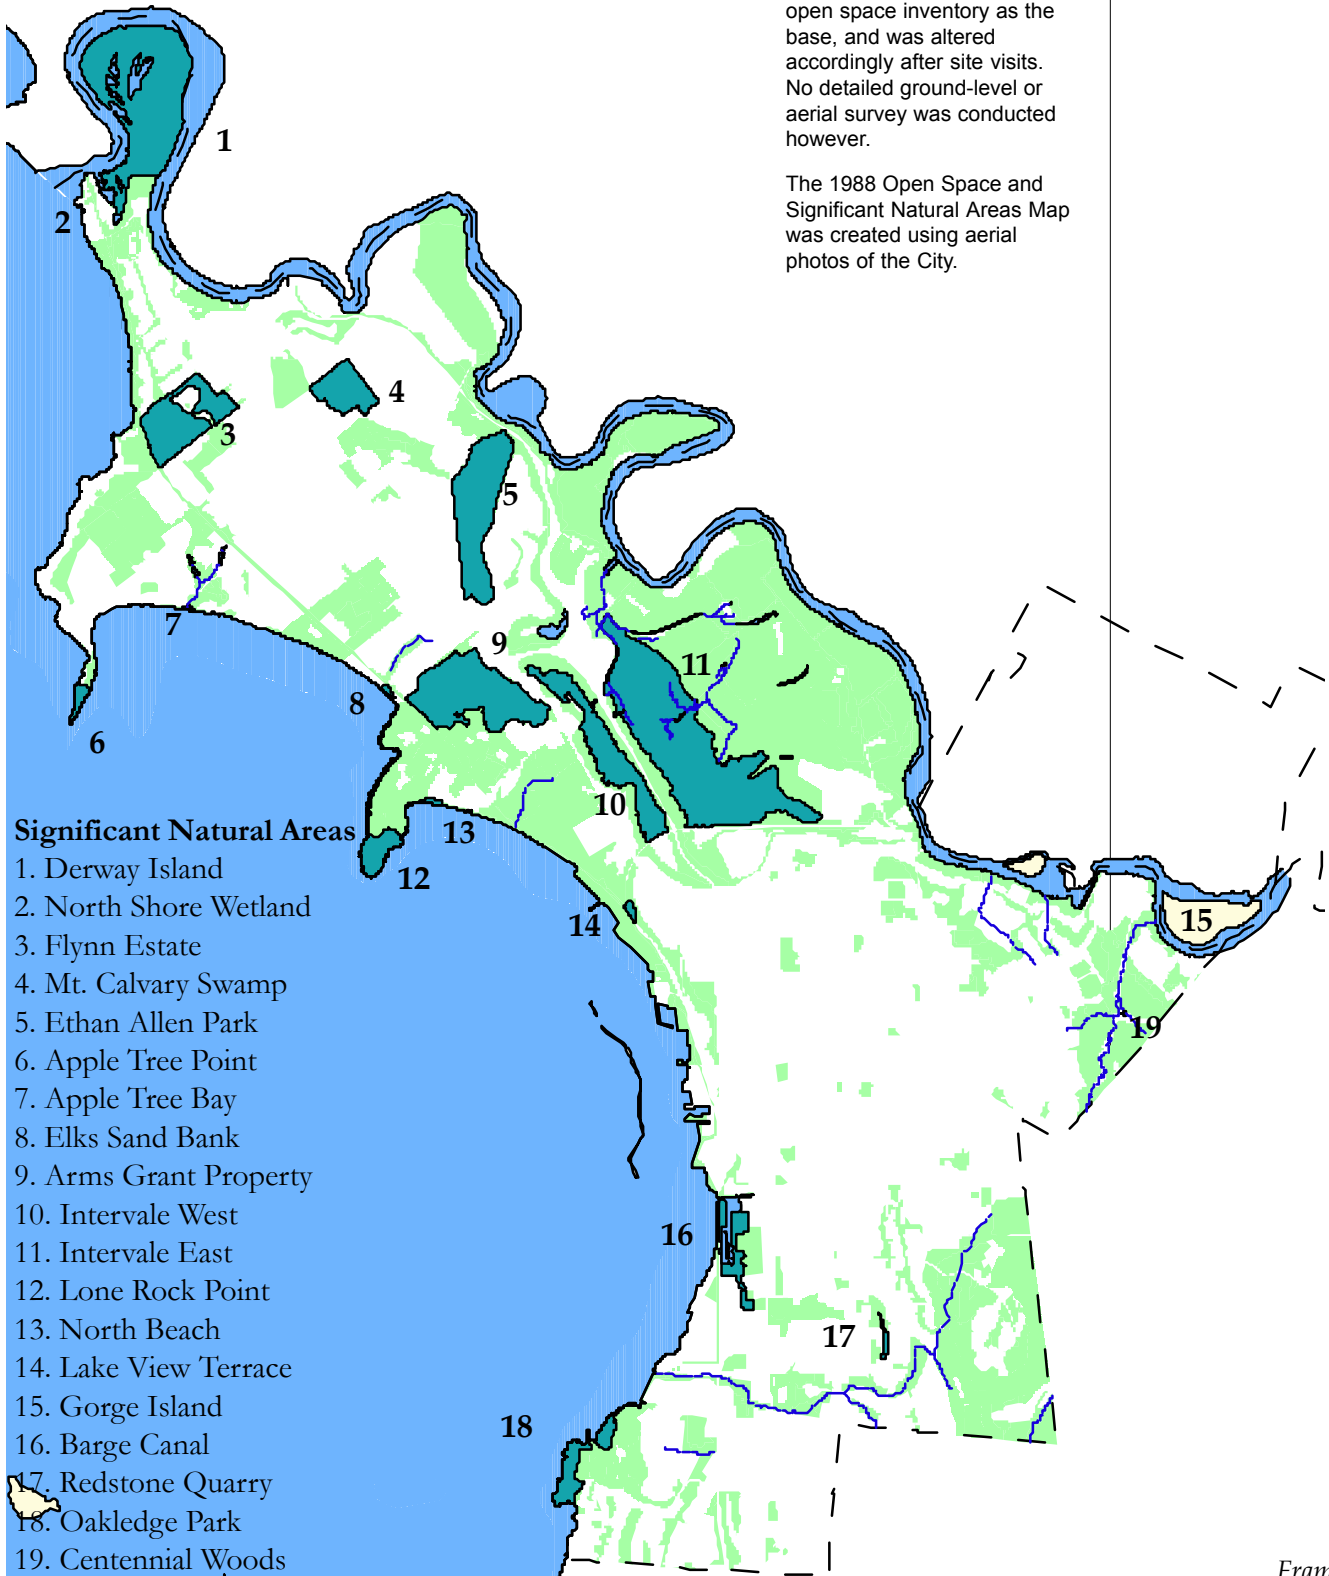 open space inventory as the
base, and was altered
accordingly after site visits.
No detailed ground-level or
aerial survey was conducted
however.
The 1988 Open Space and
Significant Natural Areas Map
was created using aerial
photos of the City.
1
2
4
3
5
7
9
11
8
6
10
13
12
14
15
19
16
17
18
Significant Natural Areas
1. Derway Island
2. North Shore Wetland
3. Flynn Estate
4. Mt. Calvary Swamp
5. Ethan Allen Park
6. Apple Tree Point
7. Apple Tree Bay
8. Elks Sand Bank
9. Arms Grant Property
10. Intervale West
11. Intervale East
12. Lone Rock Point
13. North Beach
14. Lake View Terrace
15. Gorge Island
16. Barge Canal
17. Redstone Quarry
18. Oakledge Park
19. Centennial Woods